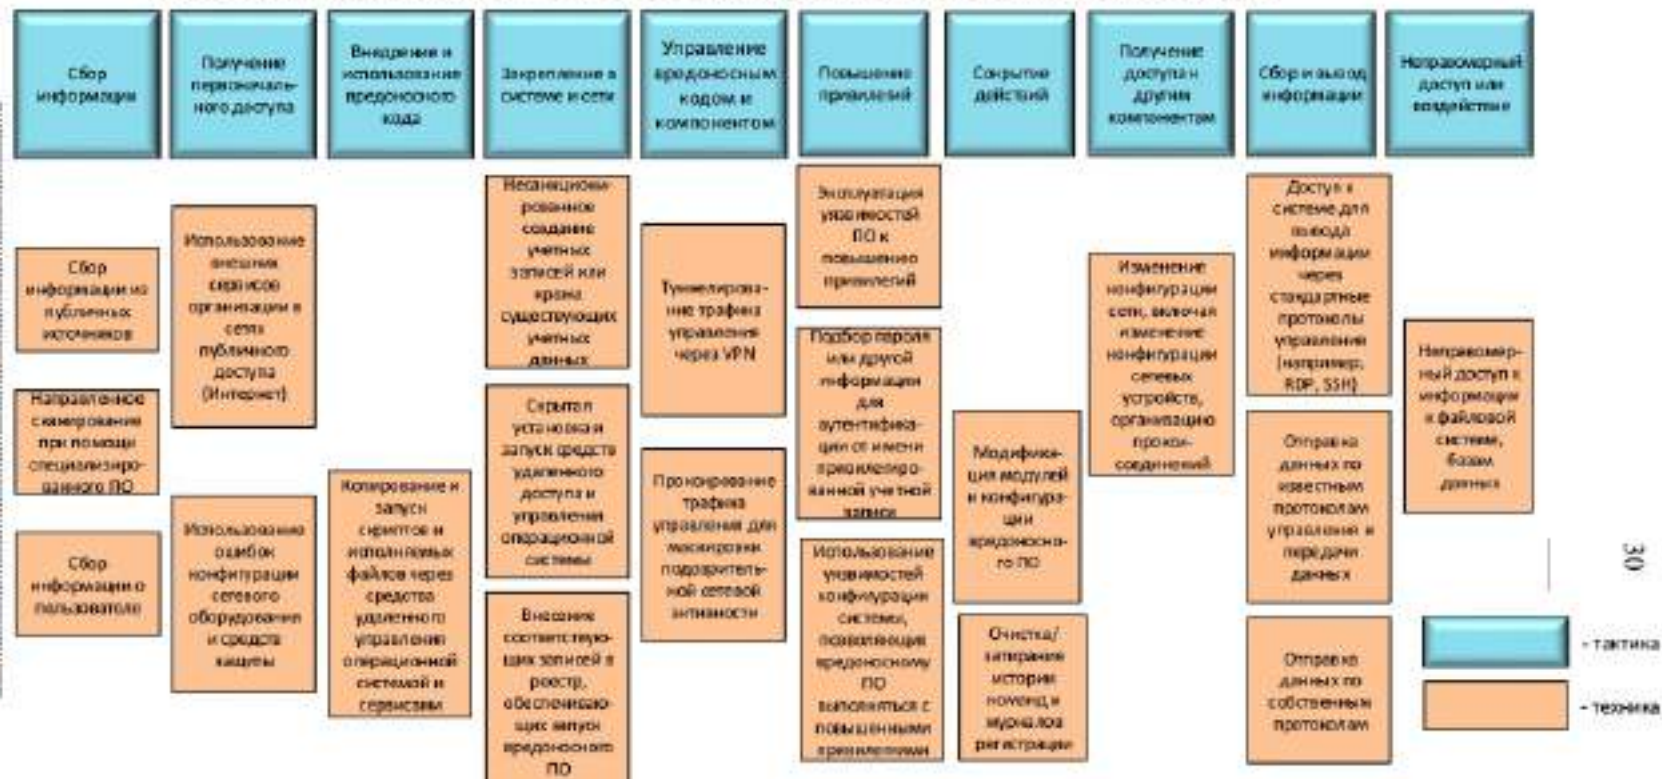 Сбор
информации
Получение
первоначаль-
ного доступа
Внедрение и
использование
вредоносного
кода
Закрепление в
системе и сети
Управление
вредоносным
кодом и
компонентом
Повышение
привилегий
Сокрытие
действий
Получение
доступа к
другим
компонентам
Сбор и вывод
информации
Неправомерный
доступ или
воздействие
Сбор
информации из
публичных
источников
Направленное
сканирование
при помощи
специализиро-
ванного ПО
Сбор
информации о
пользователе
Использование
внешних
сервисов
организации в
сетях
публичного
доступа
(Интернет)
Использование
ошибок
конфигурации
сетевого
оборудования
и средств
защиты
Копирование и
запуск
скриптов и
исполняемых
файлов через
средства
удаленного
управления
операционной
системой и
сервисами
Несанкциони-
рованное
создание
учетных
записей или
кража
существующих
учетных
данных
Скрытая
установка и
запуск средств
удаленного
доступа и
управления
операционной
системы
Внесение
соответствую-
щих записей в
реестр,
обеспечиваю-
щих запуск
вредоносного
ПО
Туннелирова-
ние трафика
управления
через VPN
Проксирование
трафика
управления для
маскировки
подозритель-
ной сетевой
активности
Эксплуатация
уязвимостей
ПО к
повышению
привилегий
Подбор пароля
или другой
информации
для
аутентифика-
ции от имени
привилегиро-
ванной учетной
записи
Использование
уязвимостей
конфигурации
системы,
позволяющих
вредоносному
ПО
выполняться с
повышенными
привилегиями
Модифика-
ция модулей
и конфигура-
ции
вредоносно-
го ПО
Очистка/
затирание
истории
команд и
журналов
регистрации
Изменение
конфигурации
сети, включая
изменение
конфигурации
сетевых
устройств,
организацию
прокси-
соединений
Доступ к
системе для
вывода
информации
через
стандартные
протоколы
управления
(например,
RDP, SSH)
Отправка
данных по
известным
протоколам
управления и
передачи
данных
Отправка
данных по
собственным
протоколам
Неправомер-
ный доступ к
информации
в файловой
системе,
базам
данных
30
- тактика
- техника